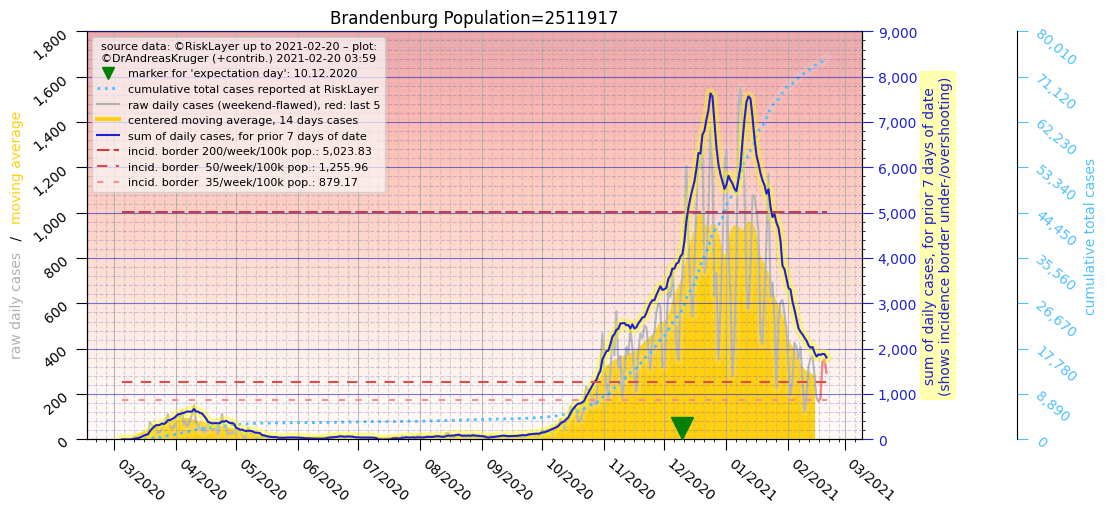 Brandenburg Population=2511917
source data: ©RiskLayer up to 2021-02-20 – plot:
©DrAndreasKruger (+contrib.) 2021-02-20 03:59
marker for 'expectation day': 10.12.2020
cumulative total cases reported at RiskLayer
raw daily cases (weekend-flawed), red: last 5
centered moving average, 14 days cases
sum of daily cases, for prior 7 days of date
incid. border 200/week/100k pop.: 5,023.83
incid. border  50/week/100k pop.: 1,255.96
incid. border  35/week/100k pop.: 879.17
raw daily cases  /  moving average
1,800
1,600
1,400
1,200
1,000
800
600
400
200
0
03/2020
04/2020
05/2020
06/2020
07/2020
08/2020
09/2020
10/2020
11/2020
12/2020
01/2021
02/2021
03/2021
9,000
8,000
7,000
6,000
5,000
4,000
3,000
2,000
1,000
0
sum of daily cases, for prior 7 days of date
(shows incidence border under-/overshooting)
80,010
71,120
62,230
53,340
44,450
35,560
26,670
17,780
8,890
0
cumulative total cases